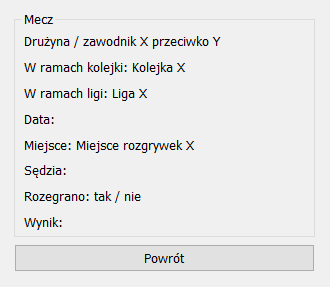 Mecz
Drużyna / zawodnik X przeciwko Y
W ramach kolejki: Kolejka X
W ramach ligi: Liga X
Data:
Miejsce: Miejsce rozgrywek X
Sędzia:
Rozegrano: tak / nie
Wynik:
Powrót